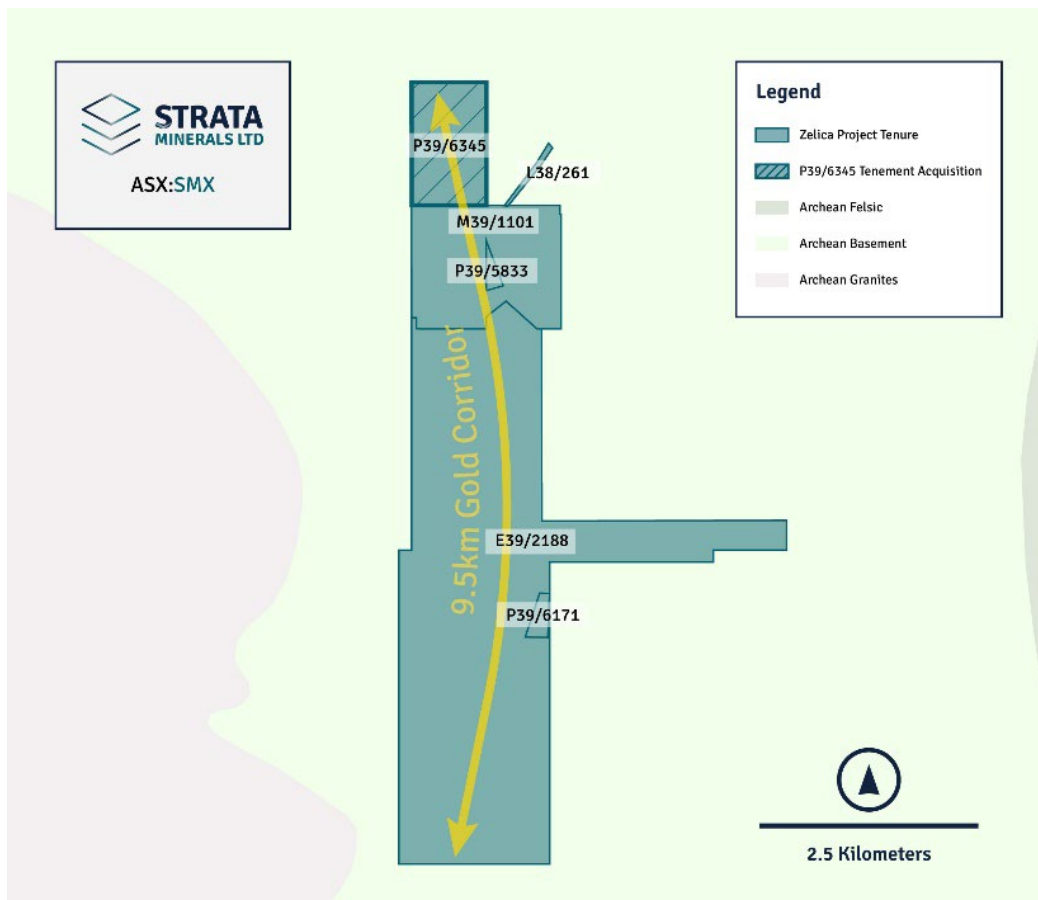 STRATA
MINERALS LTD
ASX:SMX
Legend
Zelica Project Tenure
P39/6345 Tenement Acquisition
Archean Felsic
Archean Basement
Archean Granites
P39/6345
L38/261
M39/1101
P39/5833
9.5km Gold Corridor
E39/2188
P39/6171
2.5 Kilometers